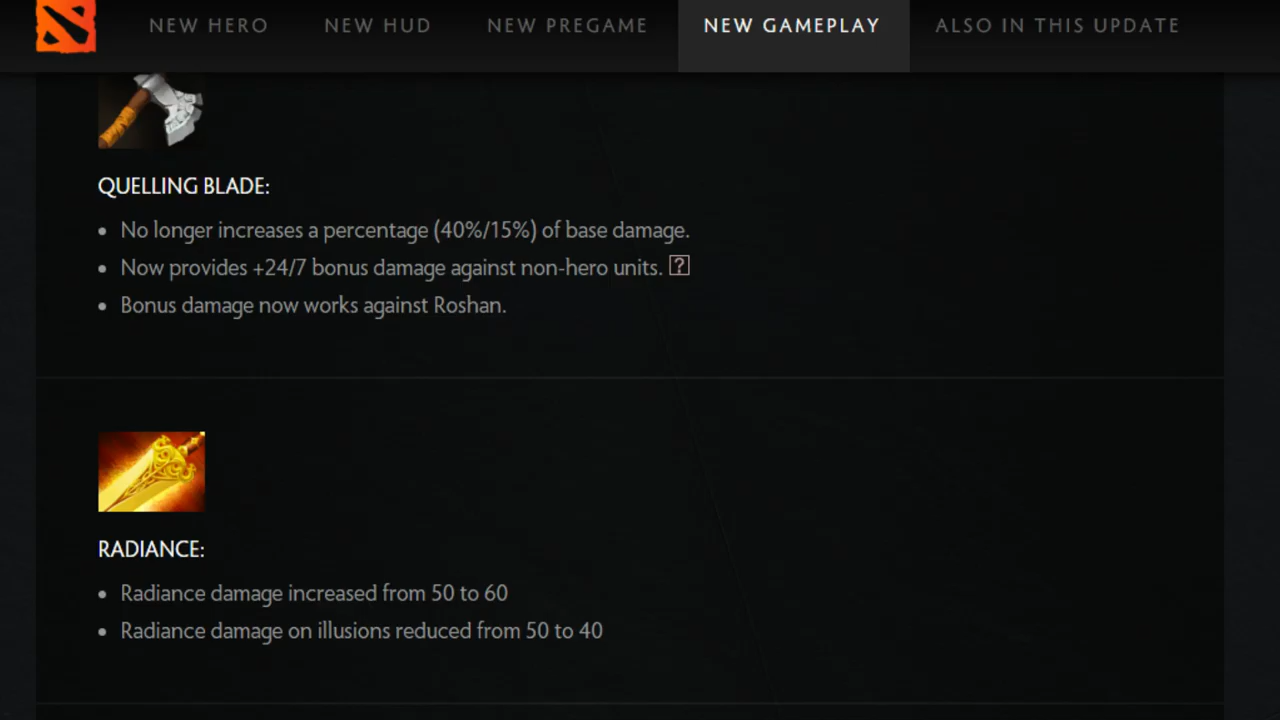 NEW HERO NEW HUD NEW PREGAME NEW GAMEPLAY ALSO IN THIS UPDATE
QUELLING BLADE:
• No longer increases a percentage (40%/15%) of base damage.
• Now provides +24/7 bonus damage against non-hero units. ?
• Bonus damage now works against Roshan.
RADIANCE:
• Radiance damage increased from 50 to 60
• Radiance damage on illusions reduced from 50 to 40